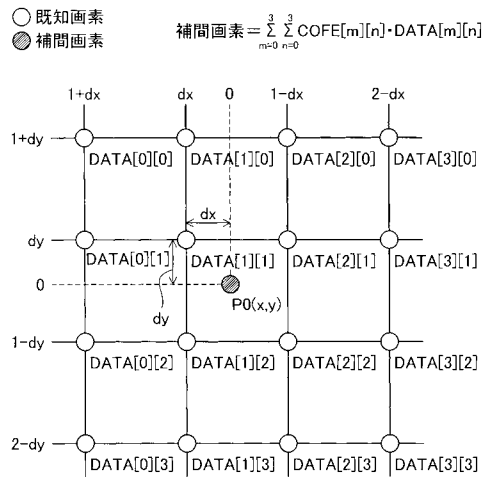 既知画素
補間画素
補間画素=Σ[m=0,3] Σ[n=0,3] COFE[m][n]・DATA[m][n]
1+dx dx 0 1-dx 2-dx
1+dy
DATA[0][0] DATA[1][0] DATA[2][0] DATA[3][0]
dx
dy
DATA[0][1] DATA[1][1] DATA[2][1] DATA[3][1]
0
P0(x,y)
dy
1-dy
DATA[0][2] DATA[1][2] DATA[2][2] DATA[3][2]
2-dy
DATA[0][3] DATA[1][3] DATA[2][3] DATA[3][3]